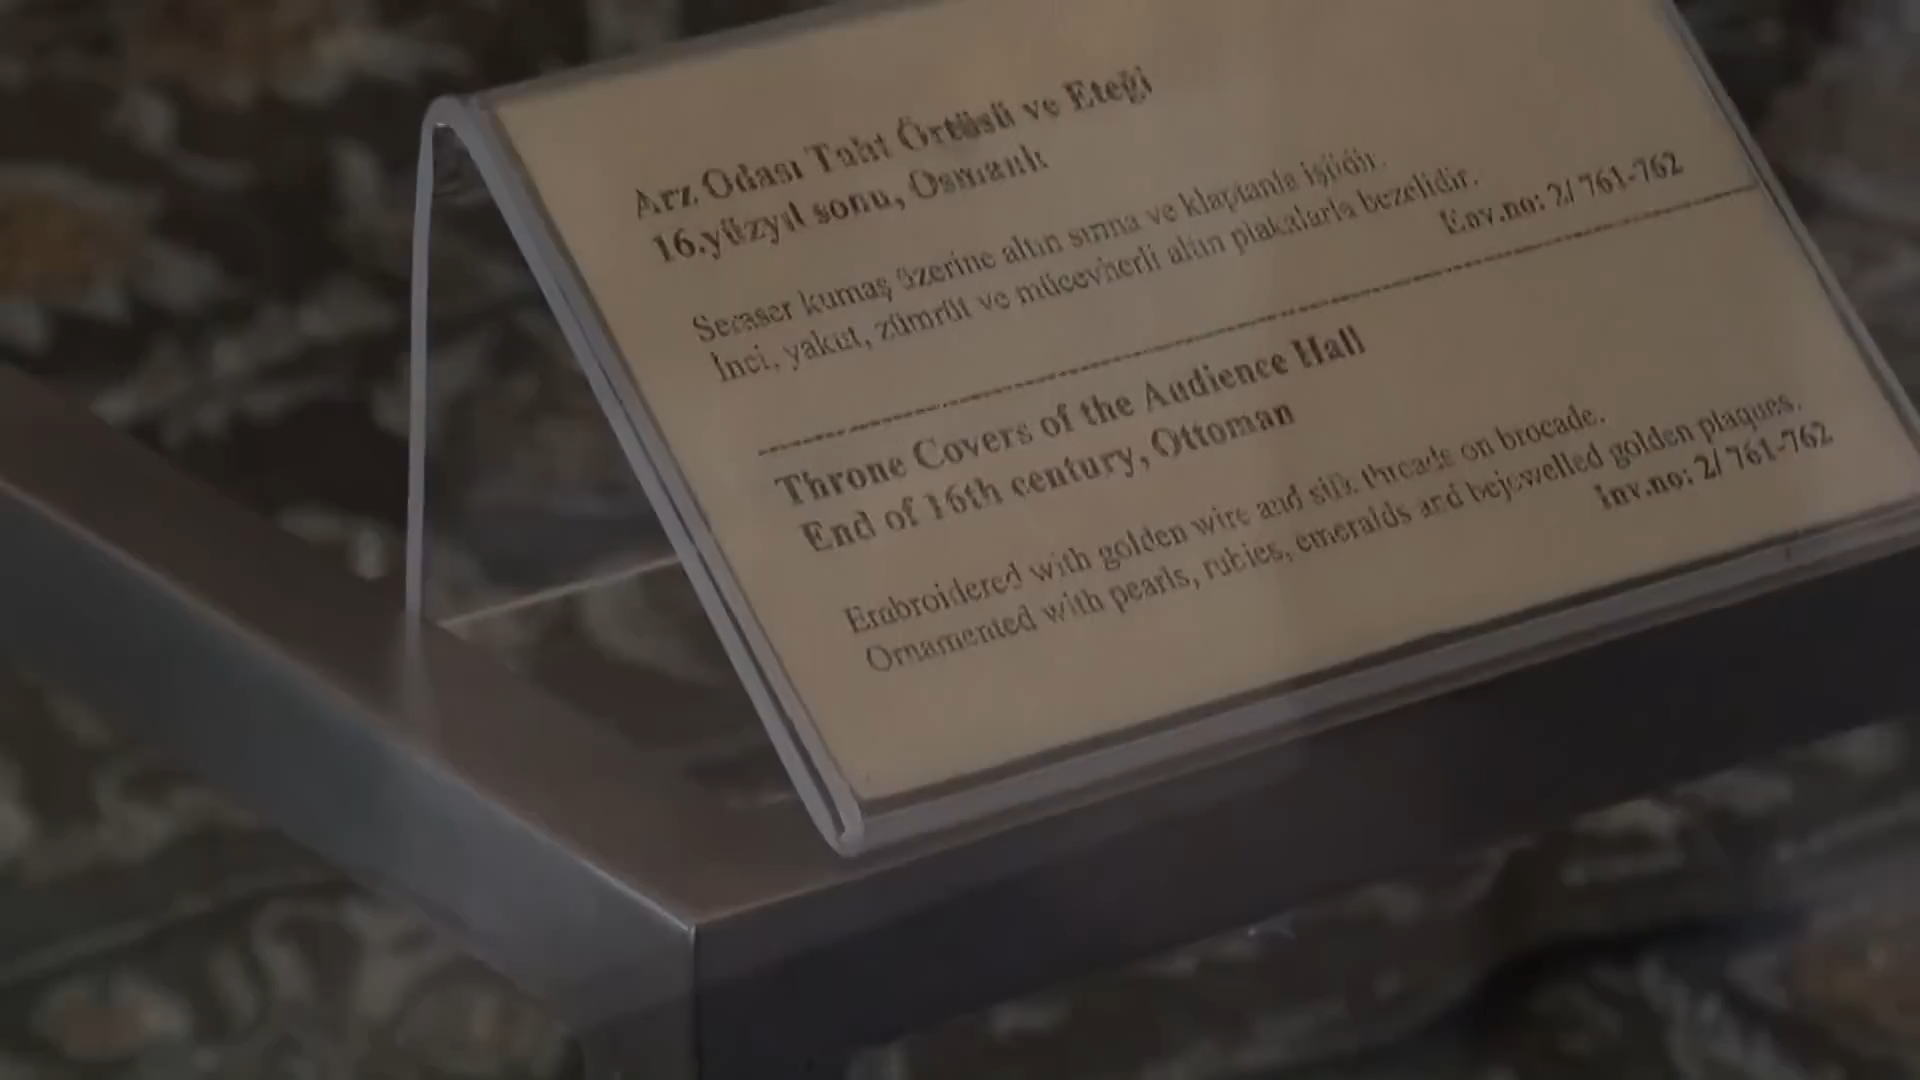 Arz Odası Taht Örtüsü ve Eteği
16.yüzyıl sonu, Osmanlı
Seraser kumaş üzerine altın sırma ve klaptanla işlidir.
İnci, yakut, zümrüt ve mücevherli altın plakalarla bezelidir.
Env.no: 2/ 761-762
Throne Covers of the Audience Hall
End of 16th century, Ottoman
Embroidered with golden wire and silk threads on brocade.
Ornamented with pearls, rubies, emeralds and bejewelled golden plaques.
Inv.no: 2/ 761-762